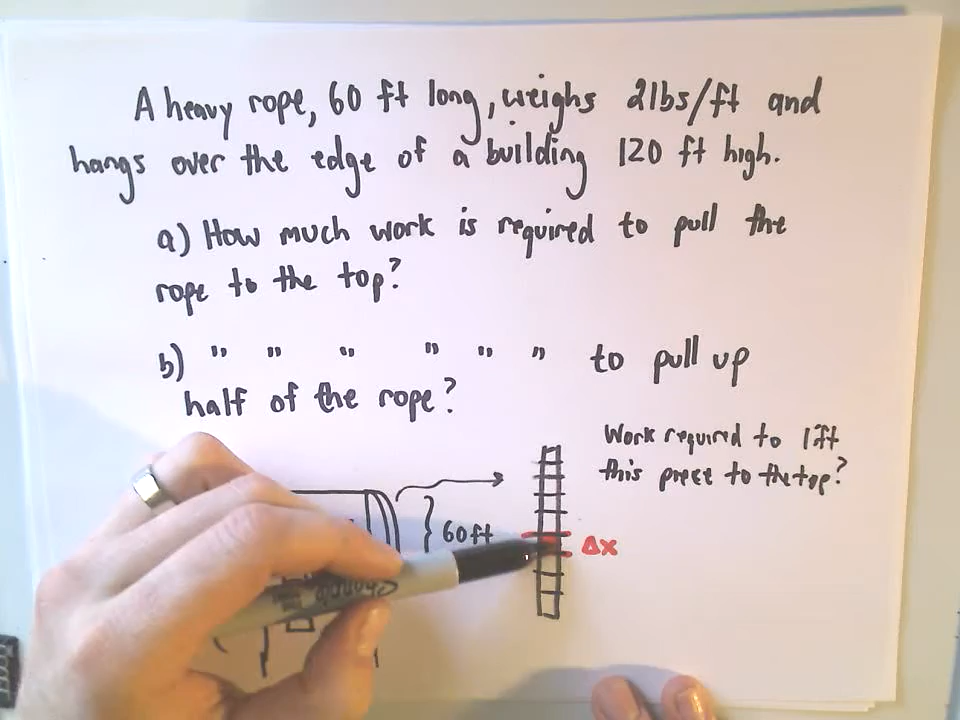 A heavy rope, 60 ft long, weighs 2lbs/ft and
hangs over the edge of a building 120 ft high.
a) How much work is required to pull the
rope to the top?
b) " " " " " " to pull up
half of the rope?
Work required to lift
this piece to the top?
60ft
Δx
Sharpie